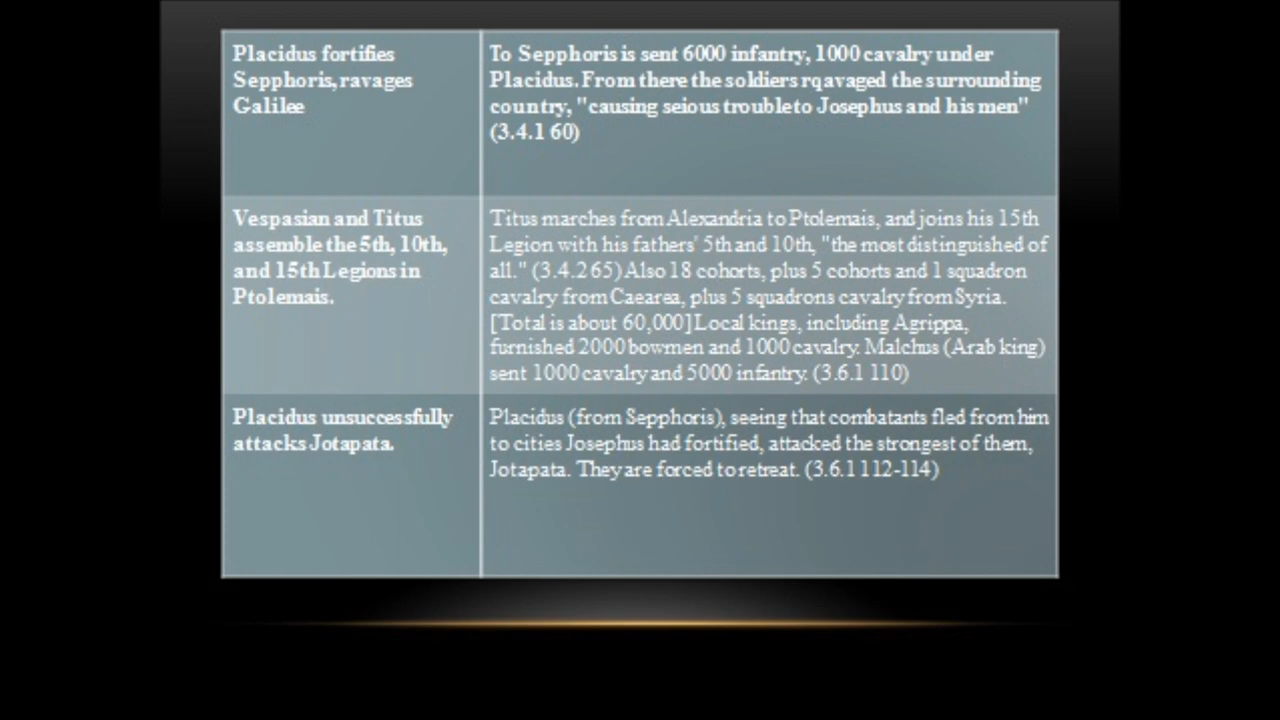 Placidus fortifies
Sepphoris, ravages
Galilee
To Sepphoris is sent 6000 infantry, 1000 cavalry under
Placidus. From there the soldiers rqavaged the surrounding
country, "causing seious trouble to Josephus and his men"
(3.4.1 60)
Vespasian and Titus
assemble the 5th, 10th,
and 15th Legions in
Ptolemais.
Titus marches from Alexandria to Ptolemais, and joins his 15th
Legion with his fathers' 5th and 10th, "the most distinguished of
all." (3.4.2 65) Also 18 cohorts, plus 5 cohorts and 1 squadron
cavalry from Caearea, plus 5 squadrons cavalry from Syria.
[Total is about 60,000] Local kings, including Agrippa,
furnished 2000 bowmen and 1000 cavalry. Malchus (Arab king)
sent 1000 cavalry and 5000 infantry. (3.6.1 110)
Placidus unsuccessfully
attacks Jotapata.
Placidus (from Sepphoris), seeing that combatants fled from him
to cities Josephus had fortified, attacked the strongest of them,
Jotapata. They are forced to retreat. (3.6.1 112-114)